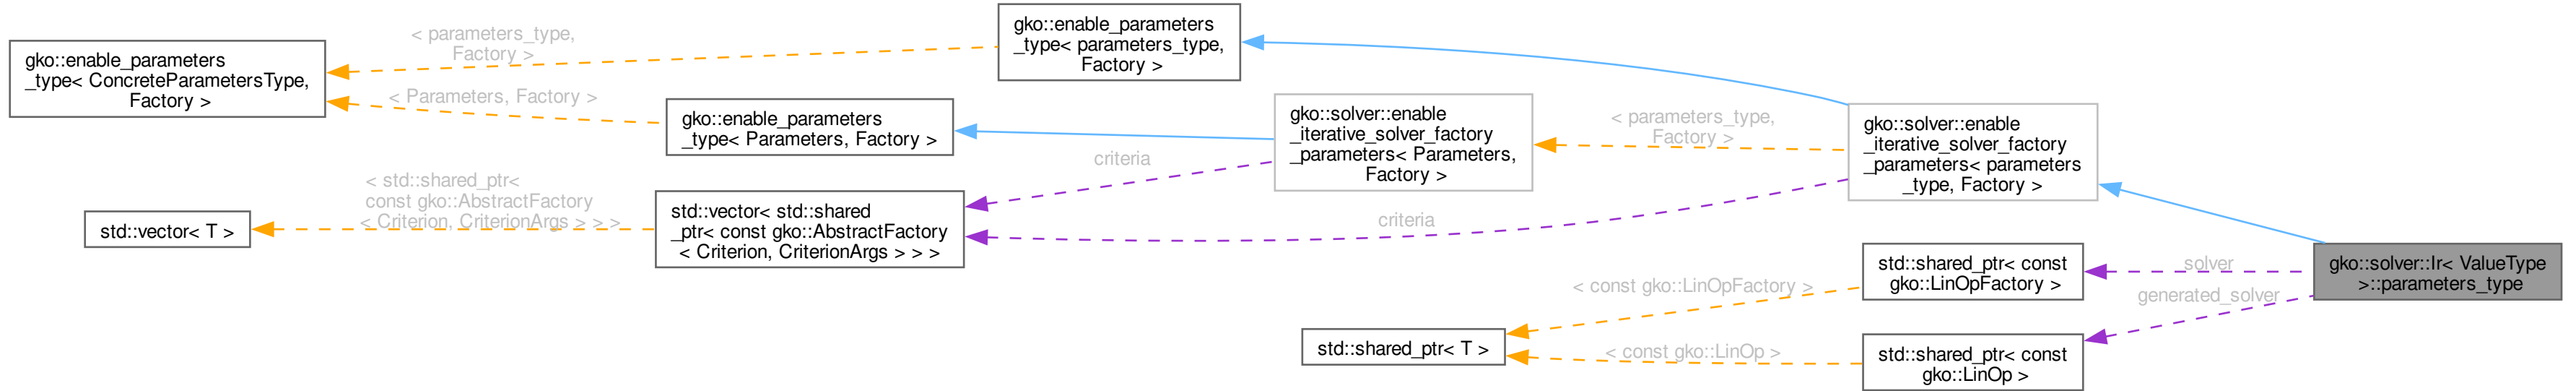 gko::enable_parameters
_type< ConcreteParametersType,
Factory >
< parameters_type,
Factory >
gko::enable_parameters
_type< parameters_type,
Factory >
< Parameters, Factory >
gko::enable_parameters
_type< Parameters, Factory >
gko::solver::enable
_iterative_solver_factory
_parameters< Parameters,
Factory >
< parameters_type,
Factory >
gko::solver::enable
_iterative_solver_factory
_parameters< parameters
_type, Factory >
criteria
criteria
std::vector< T >
< std::shared_ptr<
const gko::AbstractFactory
< Criterion, CriterionArgs > > >
std::vector< std::shared
_ptr< const gko::AbstractFactory
< Criterion, CriterionArgs > > >
gko::solver::Ir< ValueType
>::parameters_type
solver
generated_solver
std::shared_ptr< const
gko::LinOpFactory >
< const gko::LinOpFactory >
std::shared_ptr< T >
< const gko::LinOp >
std::shared_ptr< const
gko::LinOp >